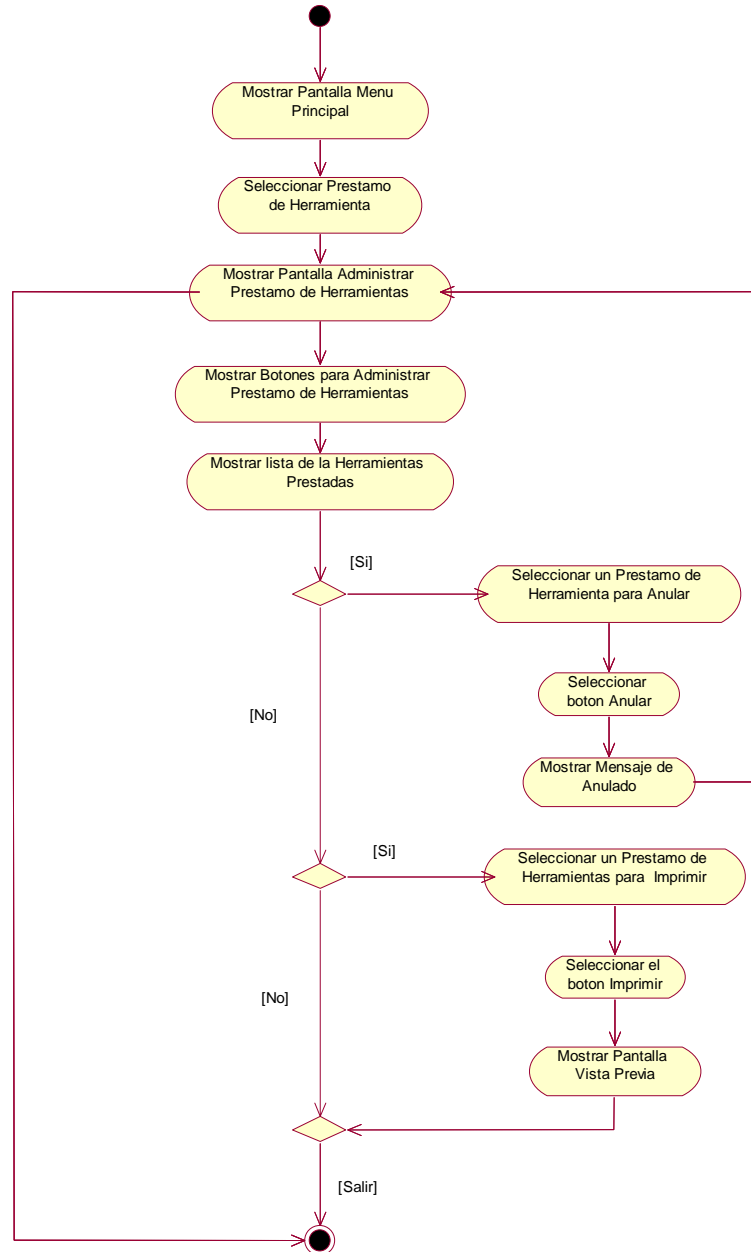 Mostrar Pantalla Menu
Principal
Seleccionar Prestamo
de Herramienta
Mostrar Pantalla Administrar
Prestamo de Herramientas
Mostrar Botones para Administrar
Prestamo de Herramientas
Mostrar lista de la Herramientas
Prestadas
[Si]
Seleccionar un Prestamo de
Herramienta para Anular
Seleccionar
boton Anular
[No]
Mostrar Mensaje de
Anulado
[Si]
Seleccionar un Prestamo de
Herramientas para Imprimir
Seleccionar el
boton Imprimir
[No]
Mostrar Pantalla
Vista Previa
[Salir]